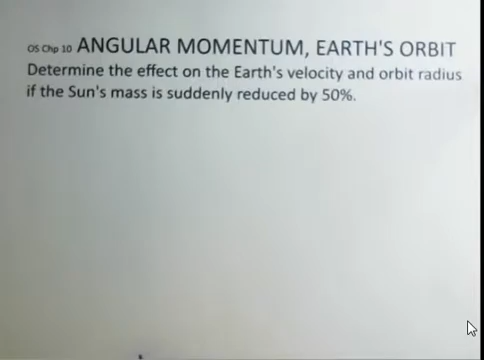 OS Chp 10 ANGULAR MOMENTUM, EARTH'S ORBIT
Determine the effect on the Earth's velocity and orbit radius
if the Sun's mass is suddenly reduced by 50%.